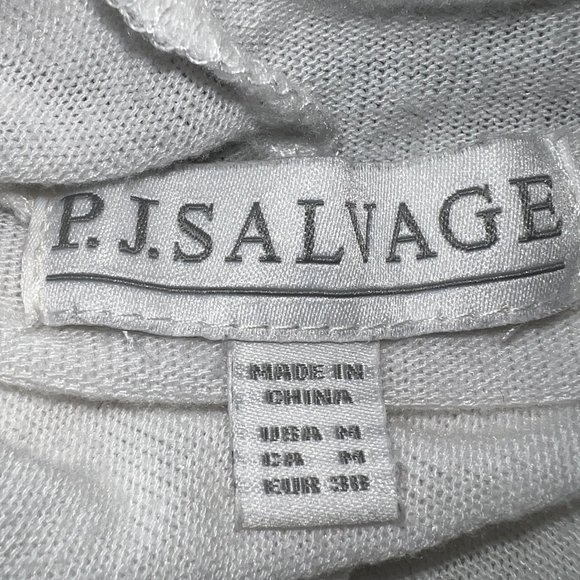 P.J.SALVAGE
MADE IN
CHINA
USA M
CA M
EUR 38